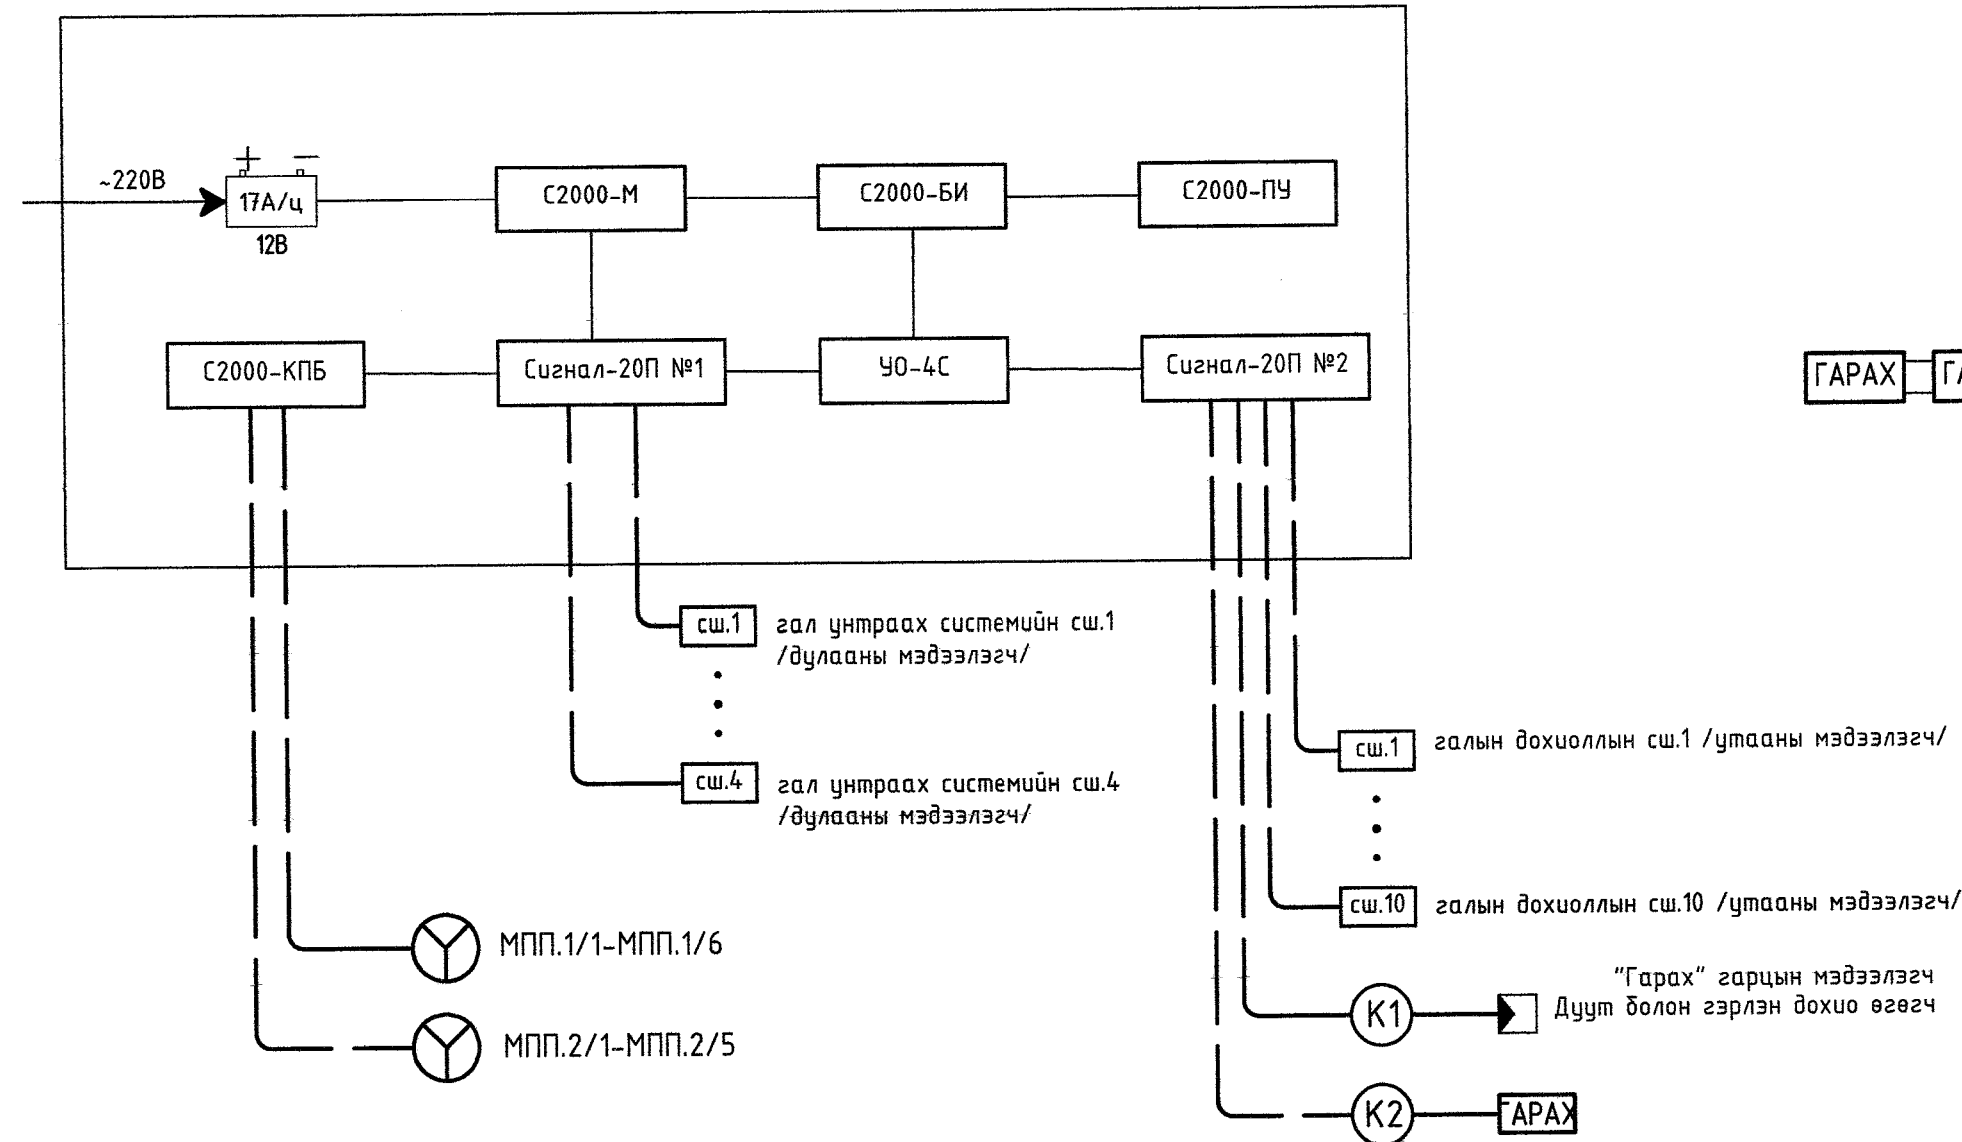 ~220В
+ −
17А/ц
12В
С2000-М
С2000-БИ
С2000-ПУ
С2000-КПБ
Сигнал-20П №1
УО-4С
Сигнал-20П №2
ГАРАХ
ГА
сш.1
гал унтраах системийн сш.1
/дулааны мэдээлэгч/
сш.4
гал унтраах системийн сш.4
/дулааны мэдээлэгч/
сш.1
галын дохиоллын сш.1 /утааны мэдээлэгч/
сш.10
галын дохиоллын сш.10 /утааны мэдээлэгч/
МПП.1/1-МПП.1/6
МПП.2/1-МПП.2/5
К1
"Гарах" гарцын мэдээлэгч
Дуут болон гэрлэн дохио өгөгч
К2
ГАРАХ